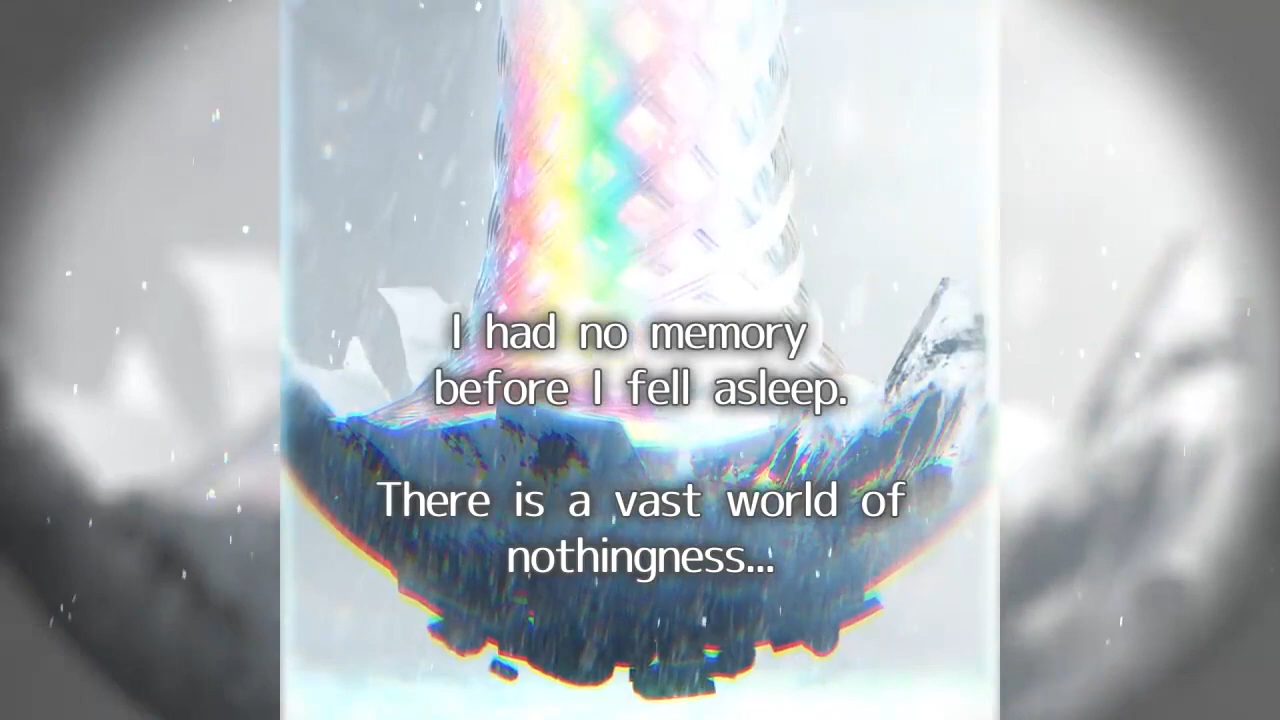 I had no memory
before I fell asleep.
There is a vast world of
nothingness...